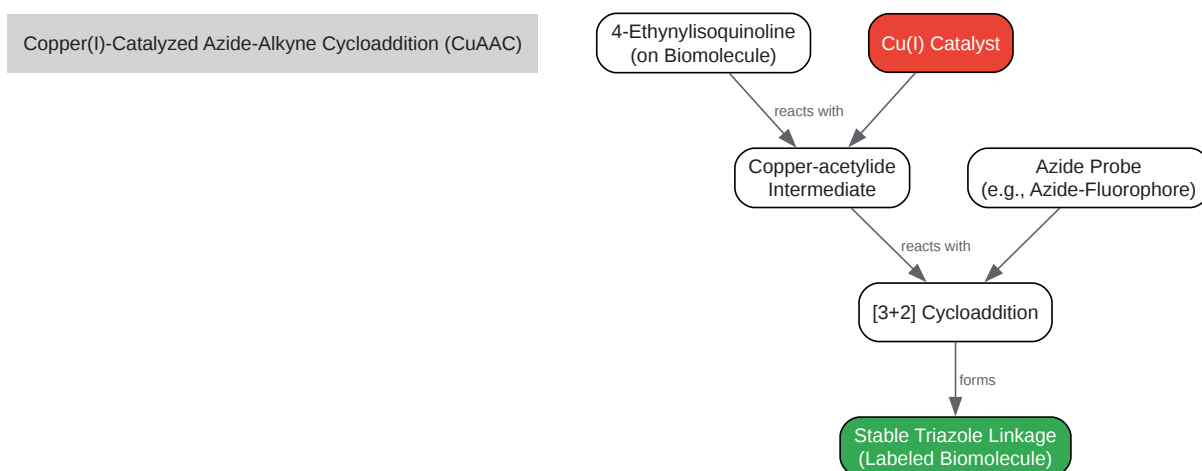 Copper(I)-Catalyzed Azide-Alkyne Cycloaddition (CuAAC)
4-Ethynylisoquinoline
(on Biomolecule)
Cu(I) Catalyst
reacts with
Copper-acetylide
Intermediate
Azide Probe
(e.g., Azide-Fluorophore)
reacts with
[3+2] Cycloaddition
forms
Stable Triazole Linkage
(Labeled Biomolecule)